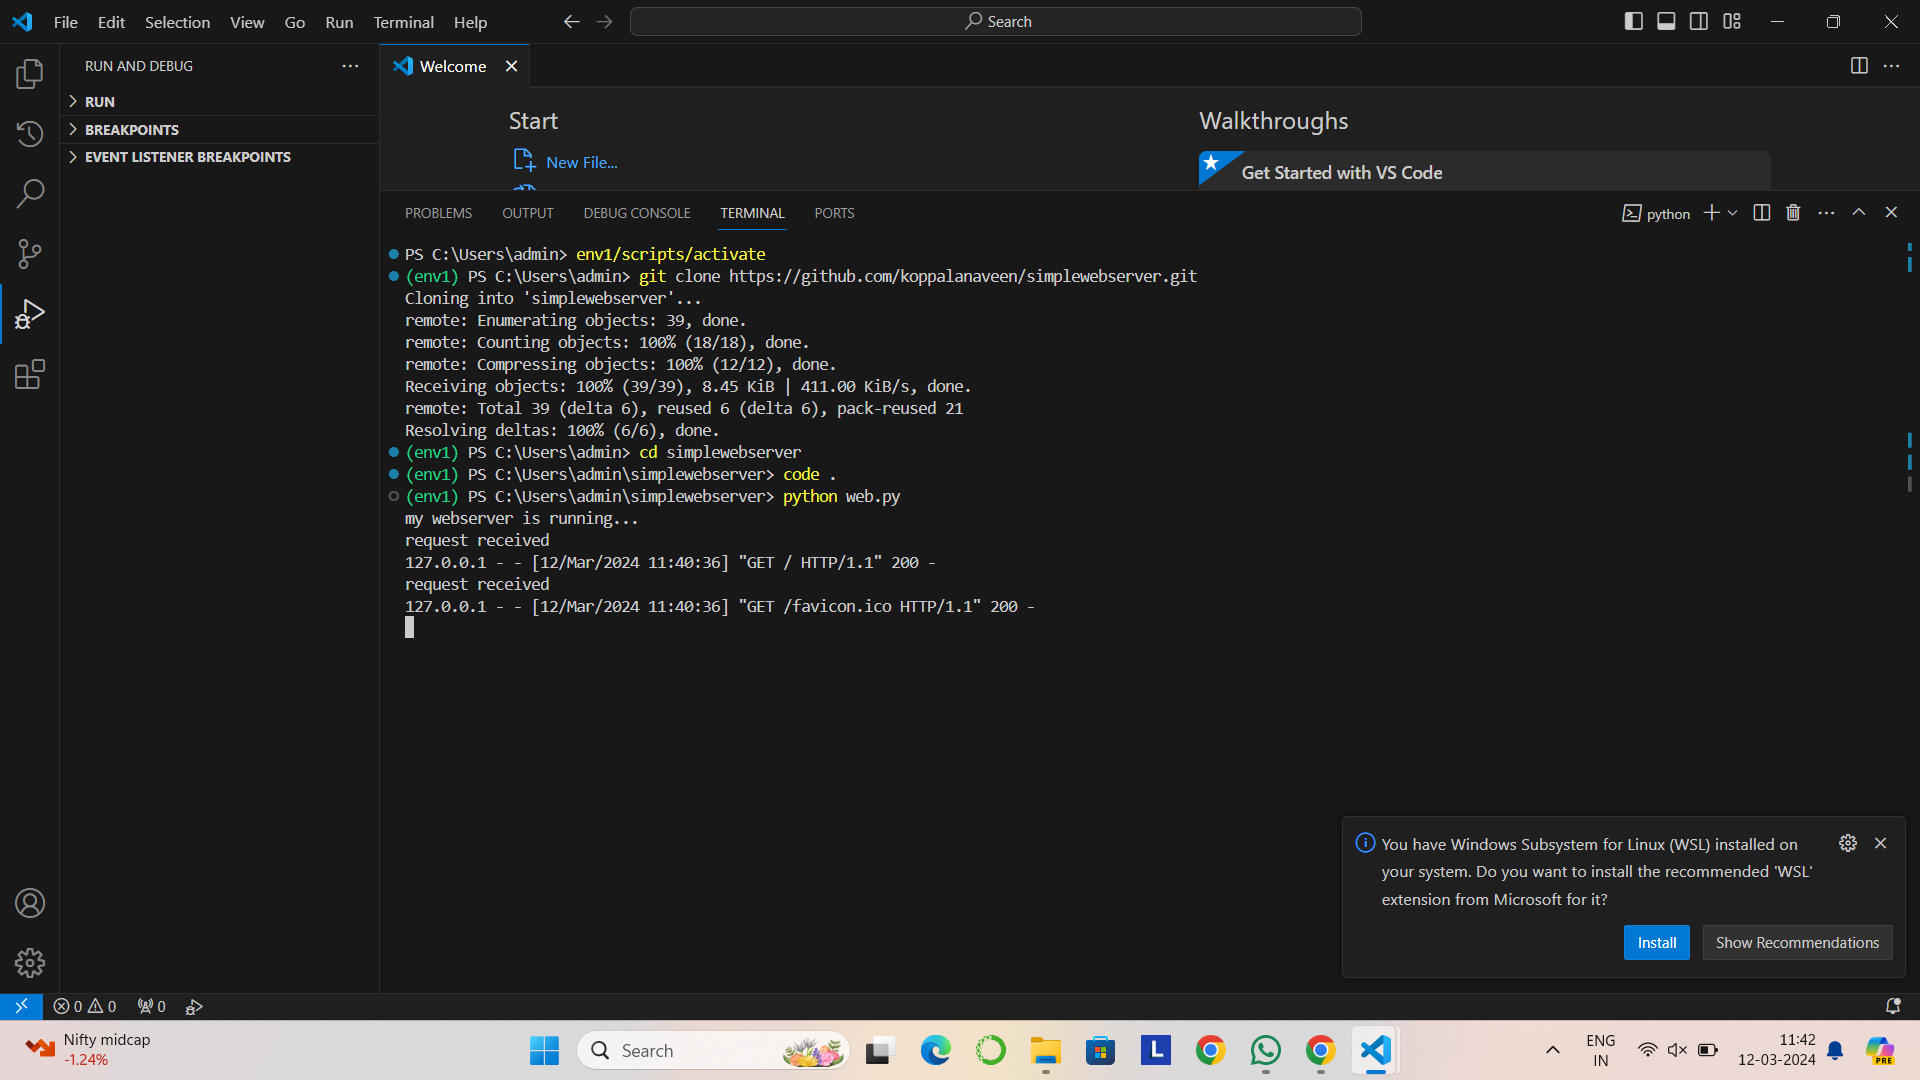 File Edit Selection View Go Run Terminal Help
Search
RUN AND DEBUG
RUN
BREAKPOINTS
EVENT LISTENER BREAKPOINTS
Welcome
Start
Walkthroughs
New File...
Get Started with VS Code
PROBLEMS OUTPUT DEBUG CONSOLE TERMINAL PORTS
python
PS C:\Users\admin> env1/scripts/activate
(env1) PS C:\Users\admin> git clone https://github.com/koppalanaveen/simplewebserver.git
Cloning into 'simplewebserver'...
remote: Enumerating objects: 39, done.
remote: Counting objects: 100% (18/18), done.
remote: Compressing objects: 100% (12/12), done.
Receiving objects: 100% (39/39), 8.45 KiB | 411.00 KiB/s, done.
remote: Total 39 (delta 6), reused 6 (delta 6), pack-reused 21
Resolving deltas: 100% (6/6), done.
(env1) PS C:\Users\admin> cd simplewebserver
(env1) PS C:\Users\admin\simplewebserver> code .
(env1) PS C:\Users\admin\simplewebserver> python web.py
my webserver is running...
request received
127.0.0.1 - - [12/Mar/2024 11:40:36] "GET / HTTP/1.1" 200 -
request received
127.0.0.1 - - [12/Mar/2024 11:40:36] "GET /favicon.ico HTTP/1.1" 200 -
You have Windows Subsystem for Linux (WSL) installed on
your system. Do you want to install the recommended 'WSL'
extension from Microsoft for it?
Install
Show Recommendations
0 0 0
Nifty midcap
-1.24%
Search
L
ENG
IN
11:42
12-03-2024
PRE